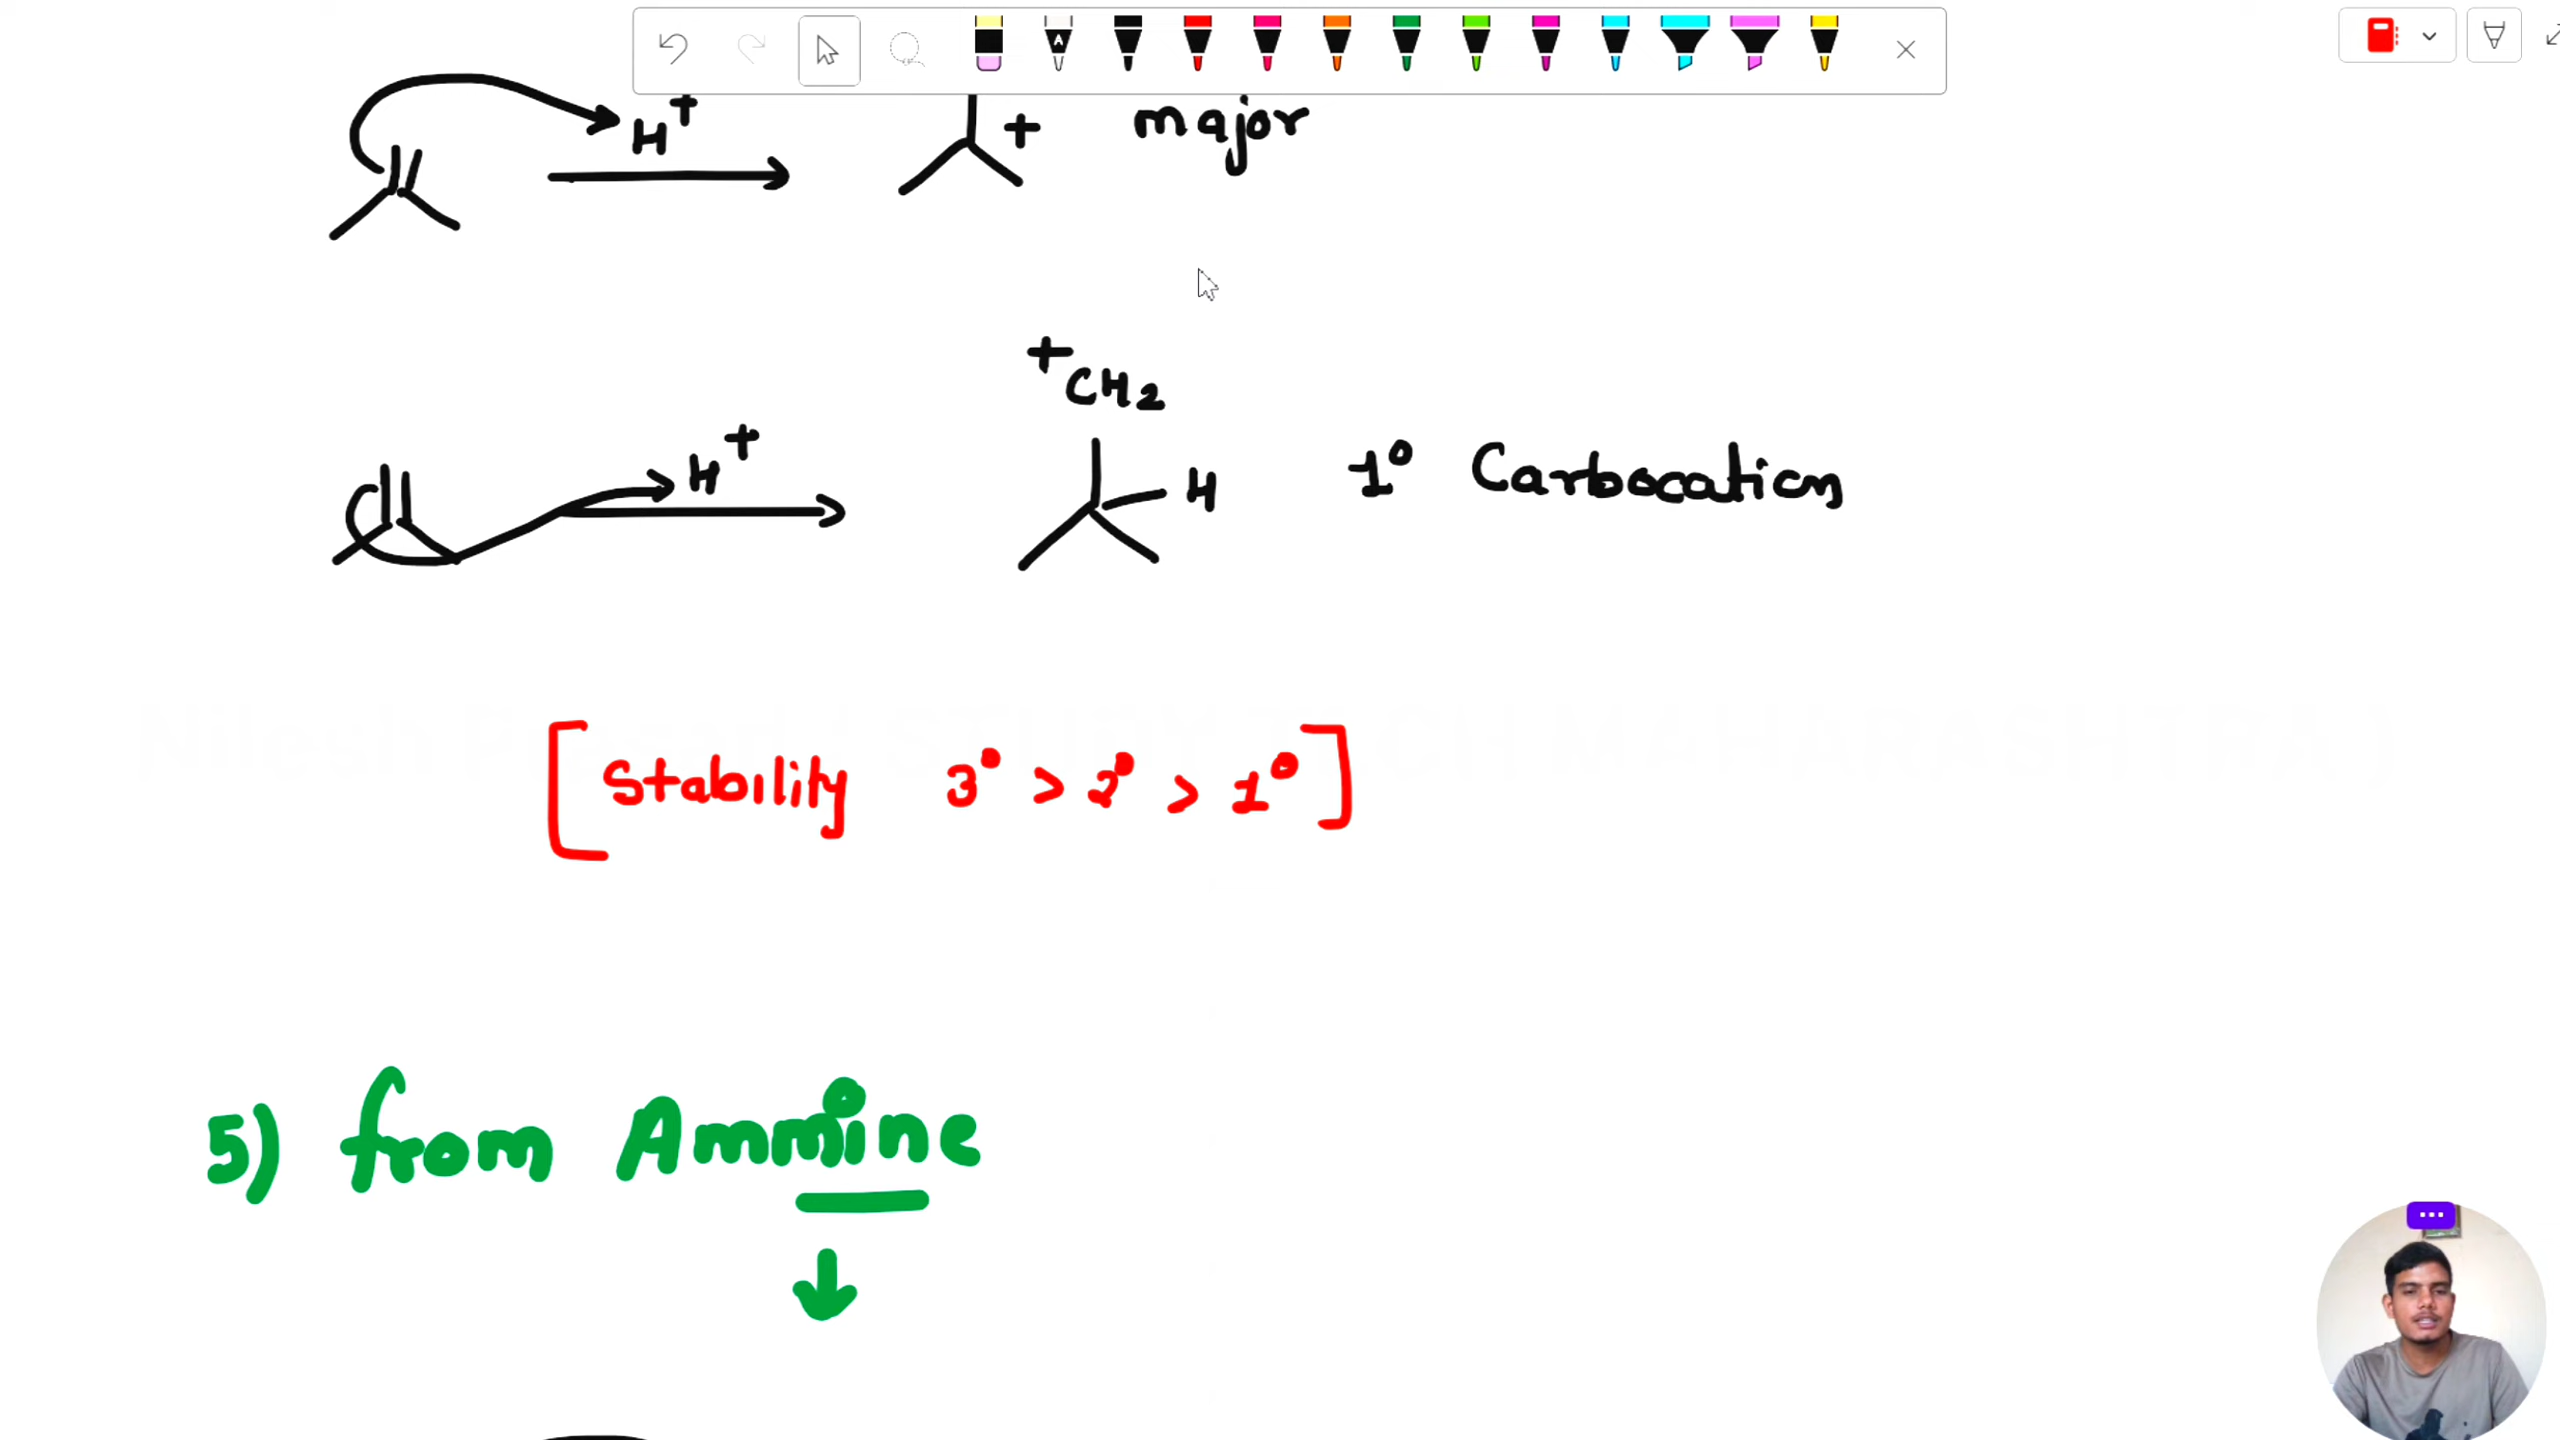 H+
+ major
+CH2
H+
H 1° Carbocation
[Stability 3° > 2° > 1°]
5) from Ammine